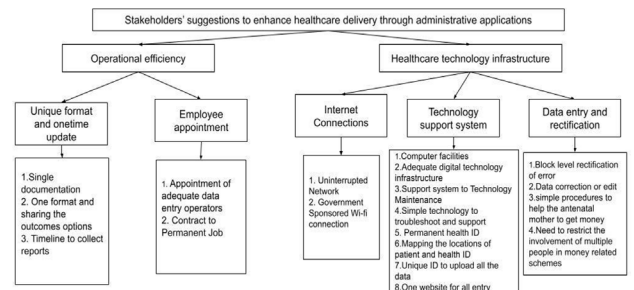 Stakeholders' suggestions to enhance healthcare delivery through administrative applications
Operational efficiency
Healthcare technology infrastructure
Unique format
and onetime
update
Employee
appointment
Internet
Connections
Technology
support system
Data entry and
rectification
1.Single
documentation
2. One format and
sharing the
outcomes options
3. Timeline to collect
reports
1. Appointment of
adequate data
entry operators
2. Contract to
Permanent Job
1. Uninterrupted
Network
2. Government
Sponsored Wi-fi
connection
1.Computer facilities
2.Adequate digital technology
infrastructure
3.Support system to Technology
Maintenance
4.Simple technology to
troubleshoot and support
5. Permanent health ID
6.Mapping the locations of
patient and health ID
7.Unique ID to upload all the
data
8.One website for all entry
1.Block level rectification
of error
2.Data correction or edit
3.simple procedures to
help the antenatal
mother to get money
4.Need to restrict the
involvement of multiple
people in money related
schemes